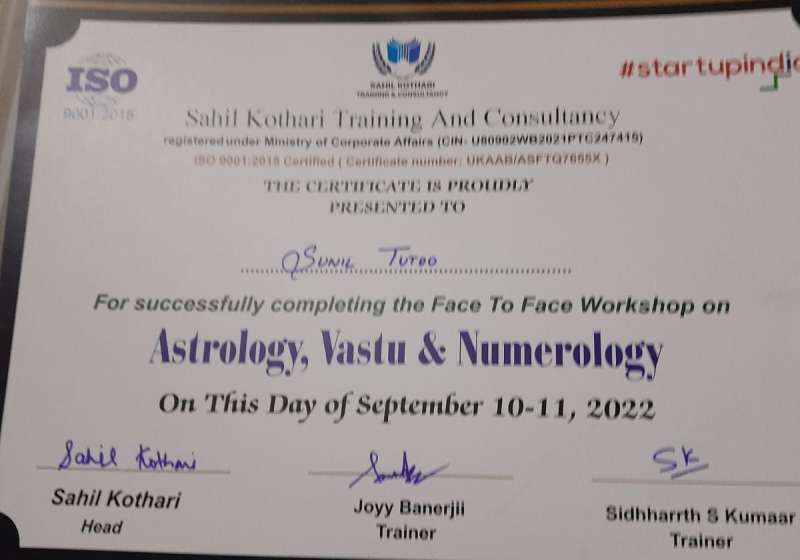 ISO
9001:2015
SAHIL KOTHARI
TRAINING & CONSULTANCY
#startupindia
Sahil Kothari Training And Consultancy
registered under Ministry of Corporate Affairs (CIN: U80902WB2021PTC247415)
ISO 9001:2015 Certified ( Certificate number: UKAAB/ASFTQ7655X )
THE CERTIFICATE IS PROUDLY
PRESENTED TO
SUNIL
For successfully completing the Face To Face Workshop on
Astrology, Vastu & Numerology
On This Day of September 10-11, 2022
Sahil Kothari
SK
Sahil Kothari
Head
Joyy Banerjii
Trainer
Sidhharrth S Kumaar
Trainer